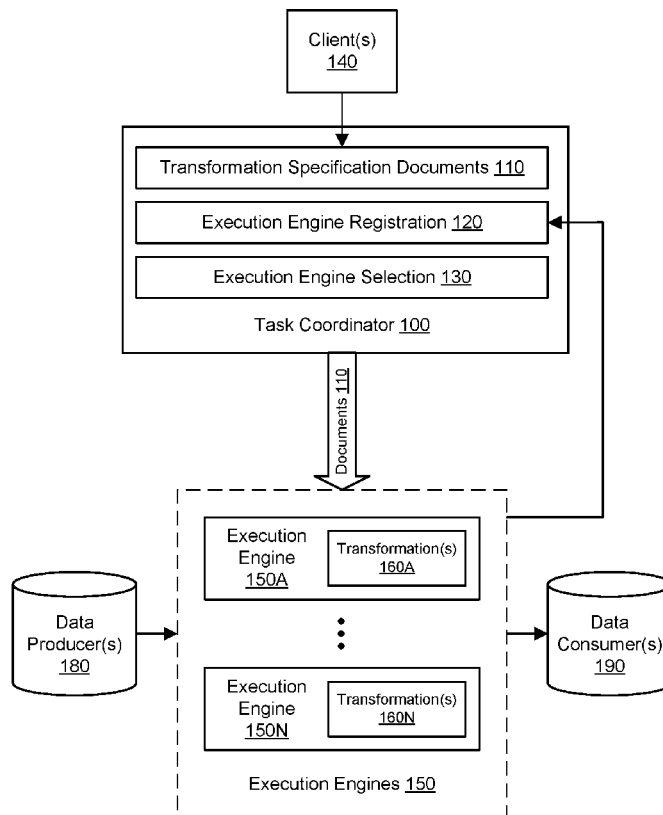 Client(s)
140
Transformation Specification Documents 110
Execution Engine Registration 120
Execution Engine Selection 130
Task Coordinator 100
Documents 110
Execution
Engine
150A
Transformation(s)
160A
Data
Producer(s)
180
Data
Consumer(s)
190
Execution
Engine
150N
Transformation(s)
160N
Execution Engines 150